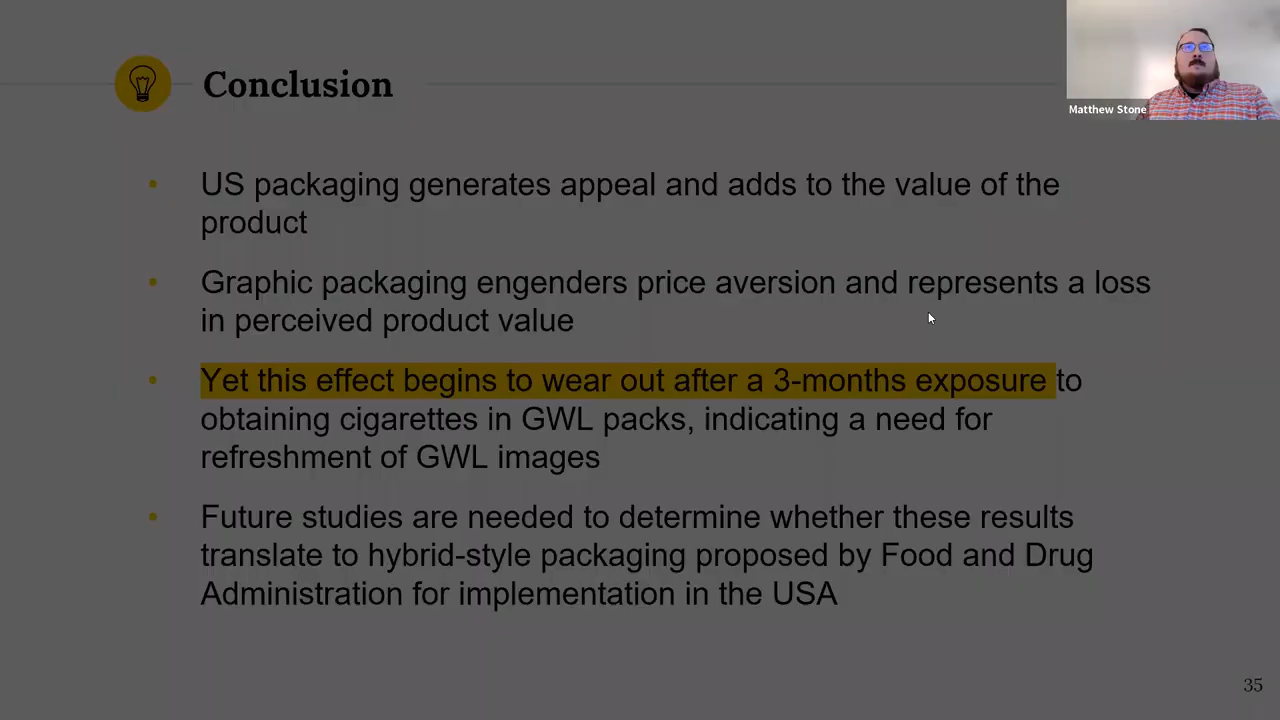 Conclusion
Matthew Stone
• US packaging generates appeal and adds to the value of the
product
• Graphic packaging engenders price aversion and represents a loss
in perceived product value
• Yet this effect begins to wear out after a 3-months exposure to
obtaining cigarettes in GWL packs, indicating a need for
refreshment of GWL images
• Future studies are needed to determine whether these results
translate to hybrid-style packaging proposed by Food and Drug
Administration for implementation in the USA
35